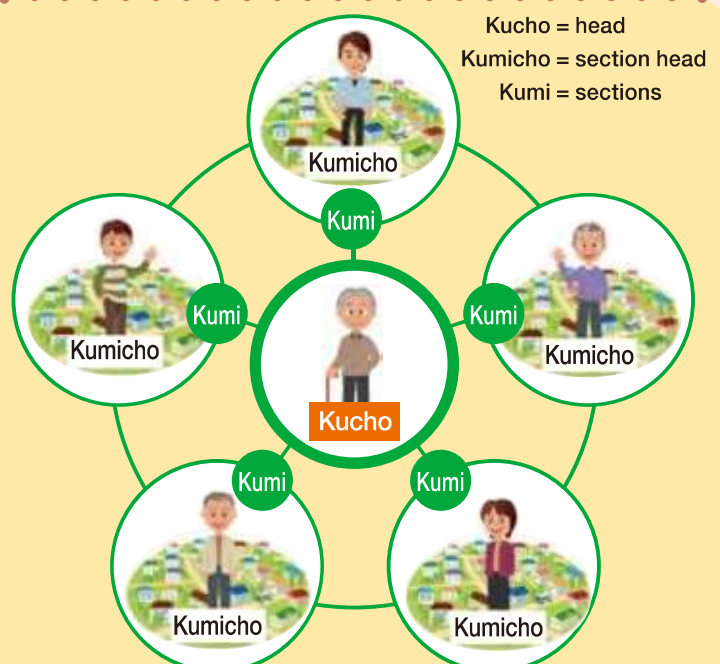 Kucho = head
Kumicho = section head
Kumi = sections
Kumicho
Kumi
Kumicho
Kumi
Kumi
Kumicho
Kucho
Kumi
Kumi
Kumicho
Kumicho